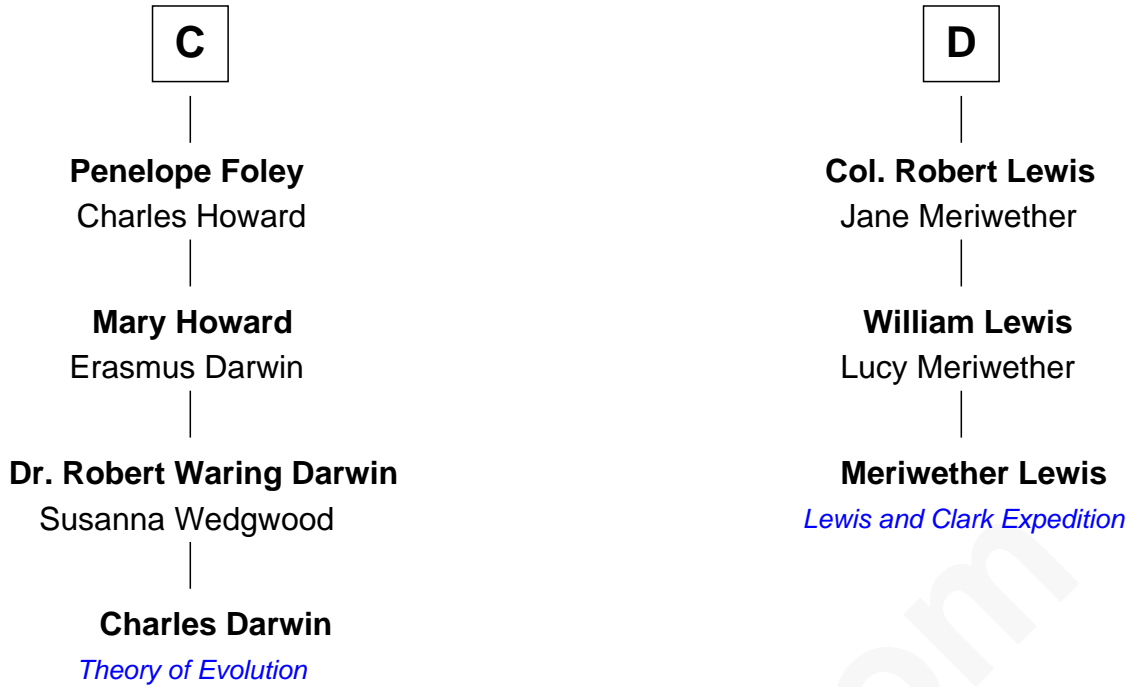 C
Penelope Foley
Charles Howard
Mary Howard
Erasmus Darwin
Dr. Robert Waring Darwin
Susanna Wedgwood
Charles Darwin
Theory of Evolution
D
Col. Robert Lewis
Jane Meriwether
William Lewis
Lucy Meriwether
Meriwether Lewis
Lewis and Clark Expedition
om